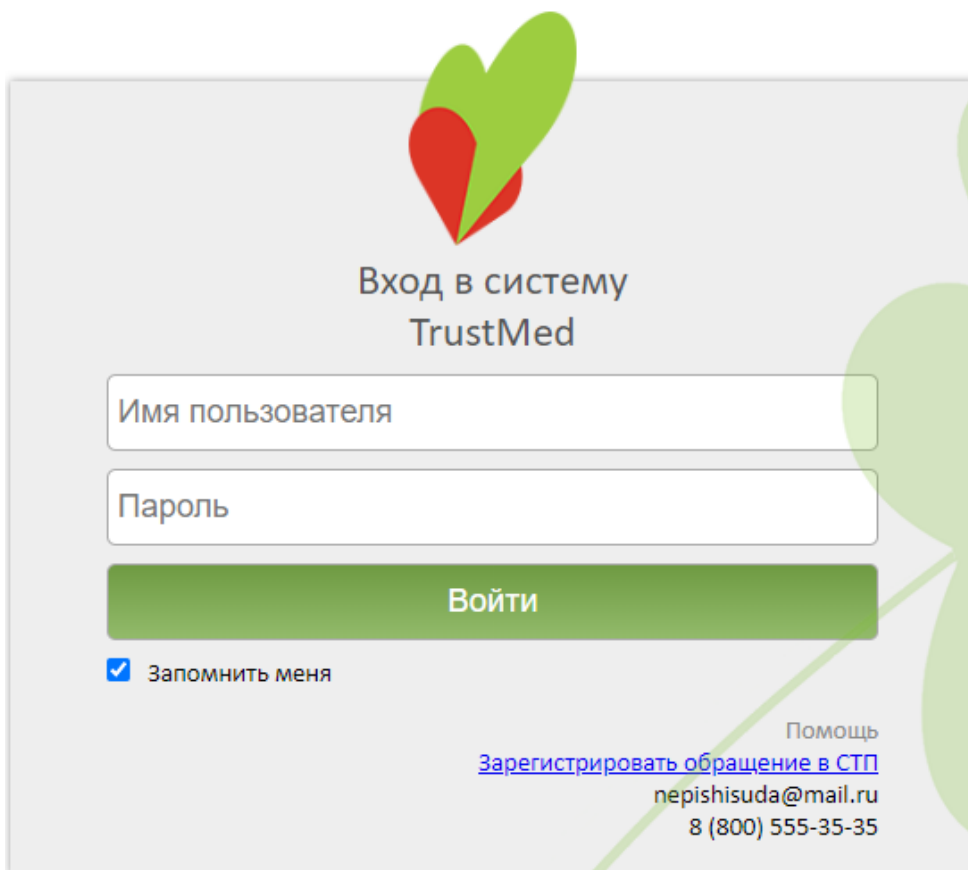 Вход в систему
TrustMed
Имя пользователя
Пароль
Войти
Запомнить меня
Помощь
Зарегистрировать обращение в СТП
nepishisuda@mail.ru
8 (800) 555-35-35